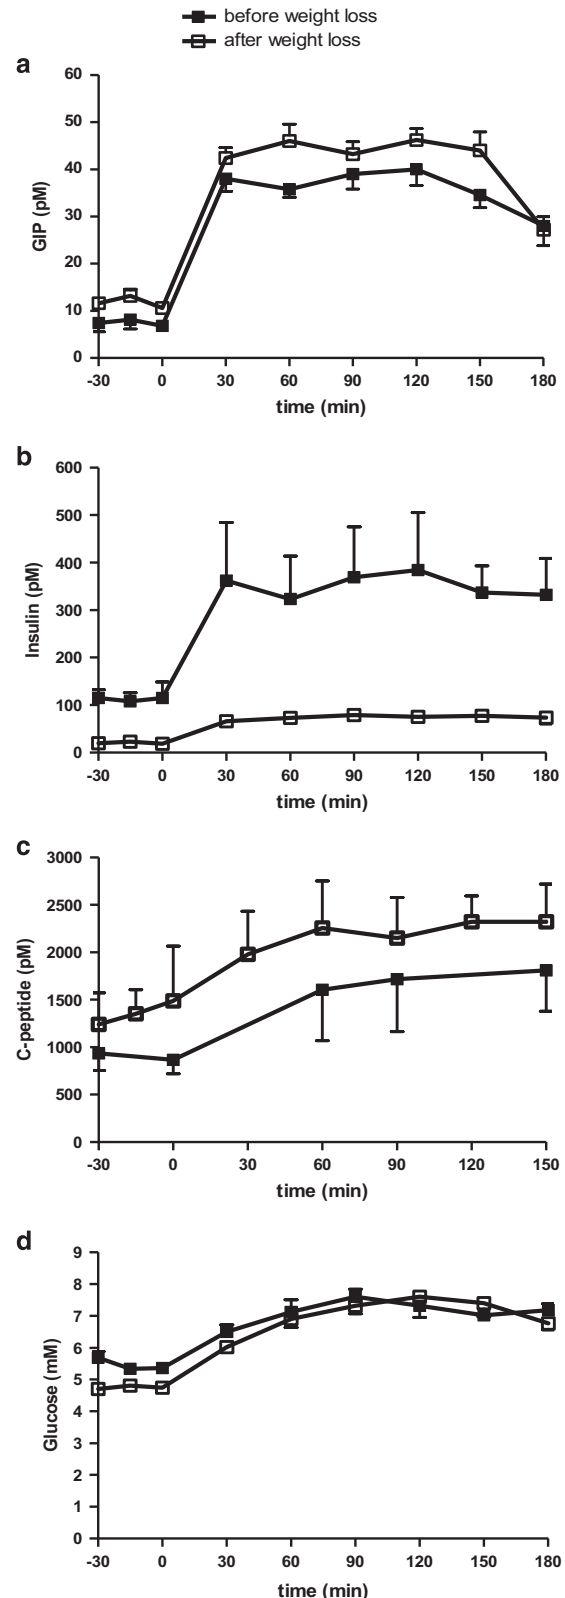 before weight loss
after weight loss
a
60
50
40
30
20
10
0
GIP (pM)
-30 0 30 60 90 120 150 180
time (min)
b
600
500
400
300
200
100
0
Insulin (pM)
-30 0 30 60 90 120 150 180
time (min)
c
3000
2500
2000
1500
1000
500
0
C-peptide (pM)
-30 0 30 60 90 120 150
time (min)
d
9
8
7
6
5
4
3
2
1
0
Glucose (mM)
-30 0 30 60 90 120 150 180
time (min)